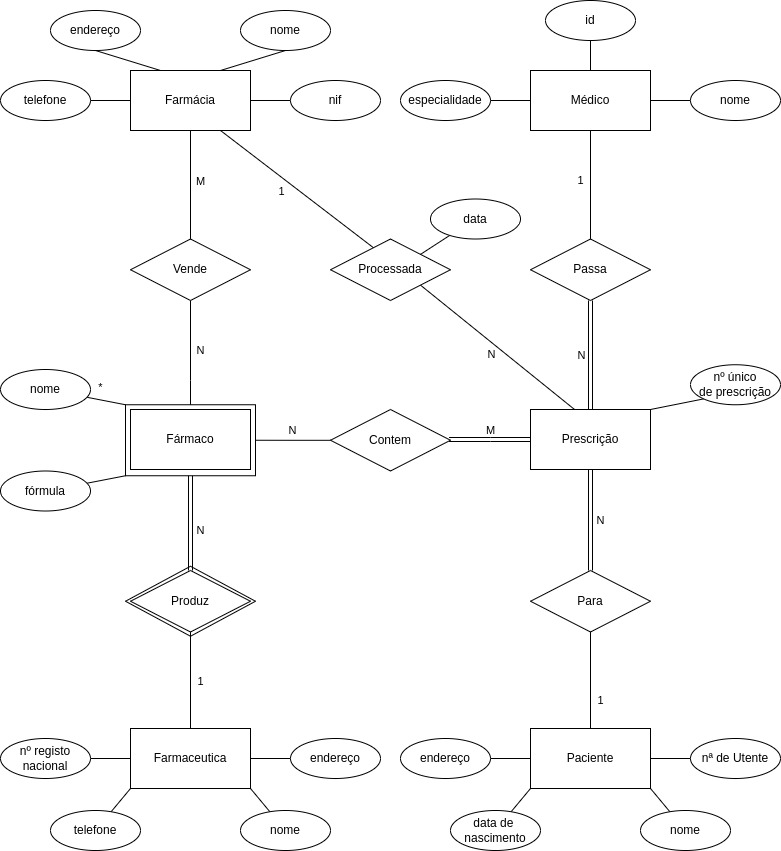 id
endereço
nome
telefone
Farmácia
nif
especialidade
Médico
nome
M
1
1
data
Vende
Processada
Passa
N
N
N
nome
*
nº único
de prescrição
Fármaco
N
Contem
M
Prescrição
fórmula
N
N
Produz
Para
1
1
nº registo
nacional
Farmaceutica
endereço
endereço
Paciente
nª de Utente
telefone
nome
data de
nascimento
nome